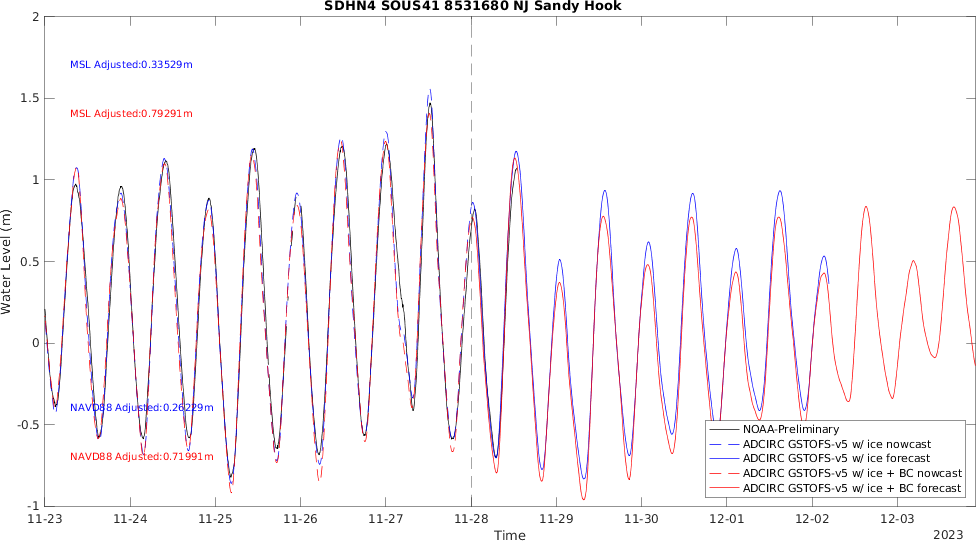 SDHN4 SOUS41 8531680 NJ Sandy Hook
2
1.5
1
0.5
0
-0.5
-1
Water Level (m)
MSL Adjusted:0.33529m
MSL Adjusted:0.79291m
NAVD88 Adjusted:0.26229m
NAVD88 Adjusted:0.71991m
NOAA-Preliminary
ADCIRC GSTOFS-v5 w/ ice nowcast
ADCIRC GSTOFS-v5 w/ ice forecast
ADCIRC GSTOFS-v5 w/ ice + BC nowcast
ADCIRC GSTOFS-v5 w/ ice + BC forecast
11-23 11-24 11-25 11-26 11-27 11-28 11-29 11-30 12-01 12-02 12-03
Time
2023